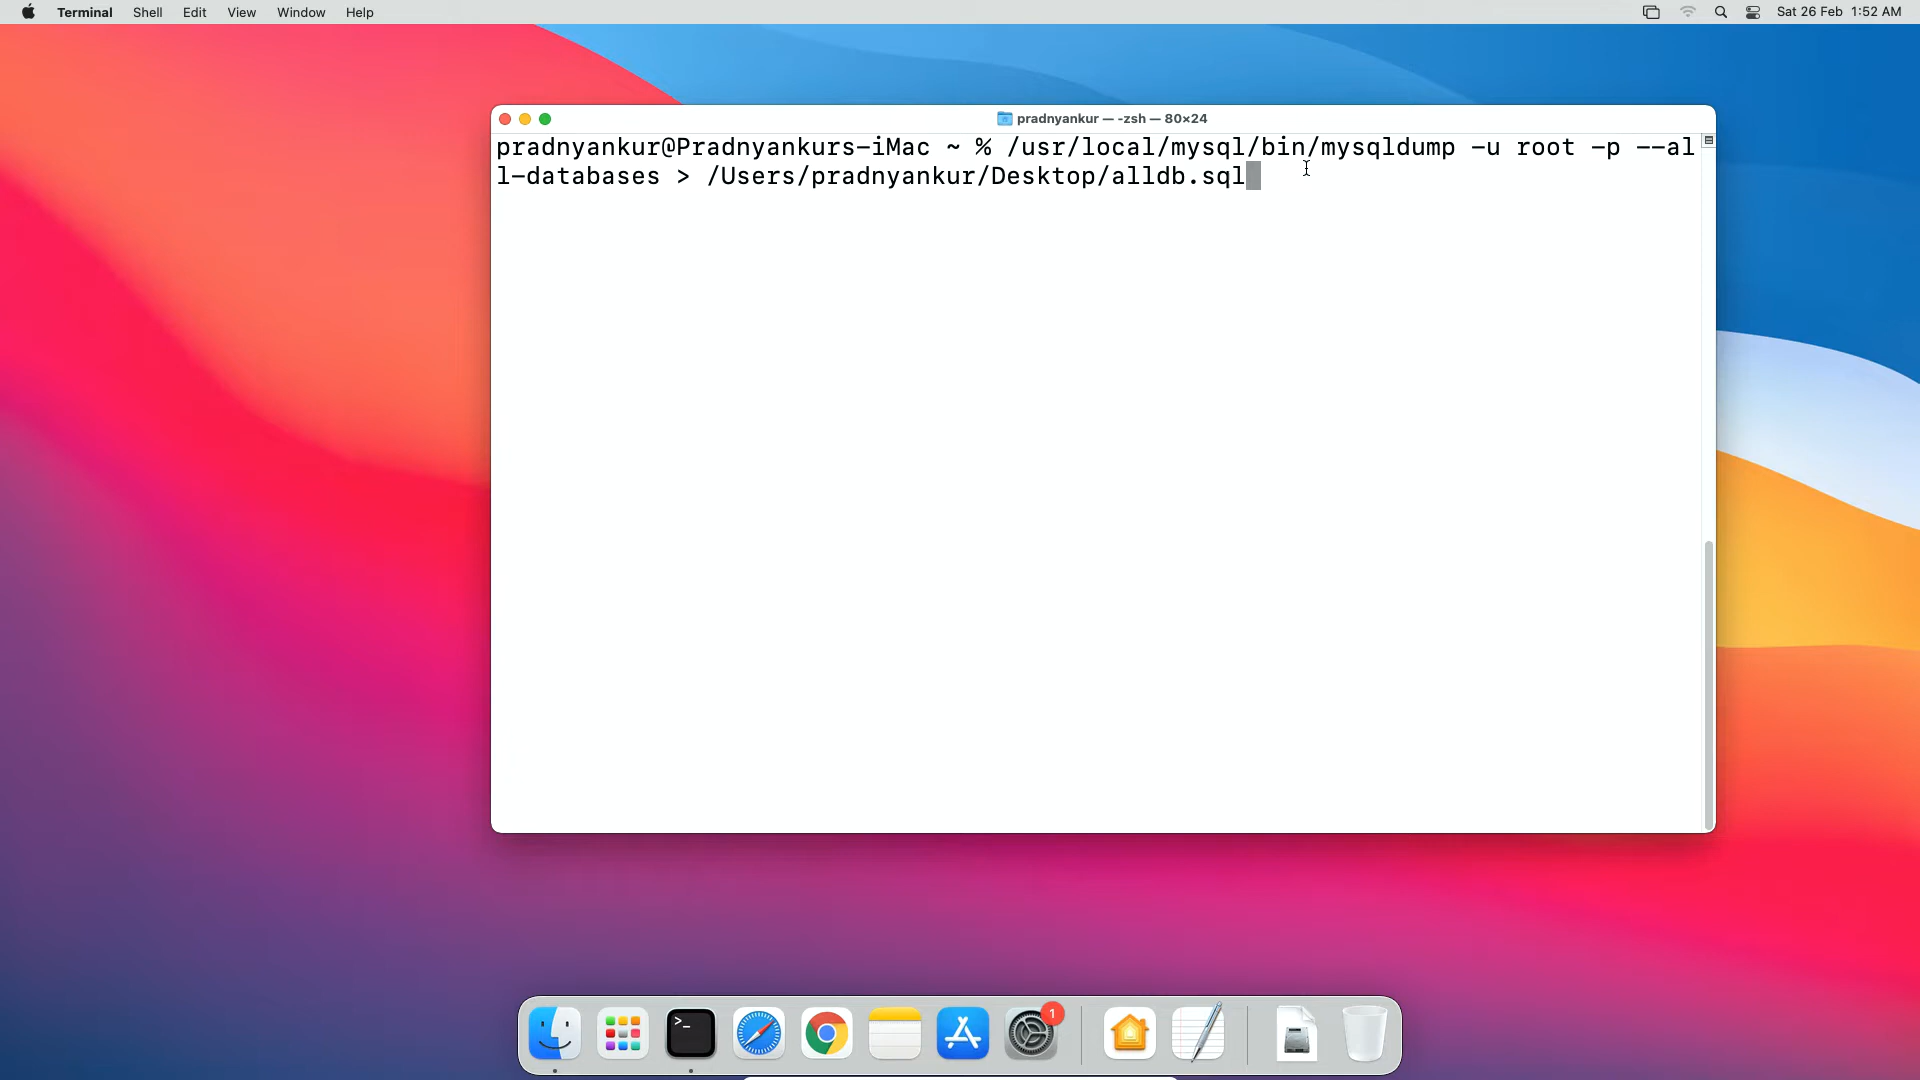 Terminal Shell Edit View Window Help Sat 26 Feb 1:52 AM
pradnyankur — -zsh — 80×24
pradnyankur@Pradnyankurs-iMac ~ % /usr/local/mysql/bin/mysqldump -u root -p --al
l-databases > /Users/pradnyankur/Desktop/alldb.sql
>_
1